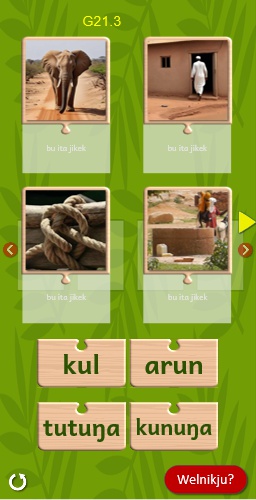 G21.3
bu ita jikek
bu ita jikek
bu ita jikek
bu ita jikek
kul
arun
tutuŋa
kunuŋa
Welnikju?